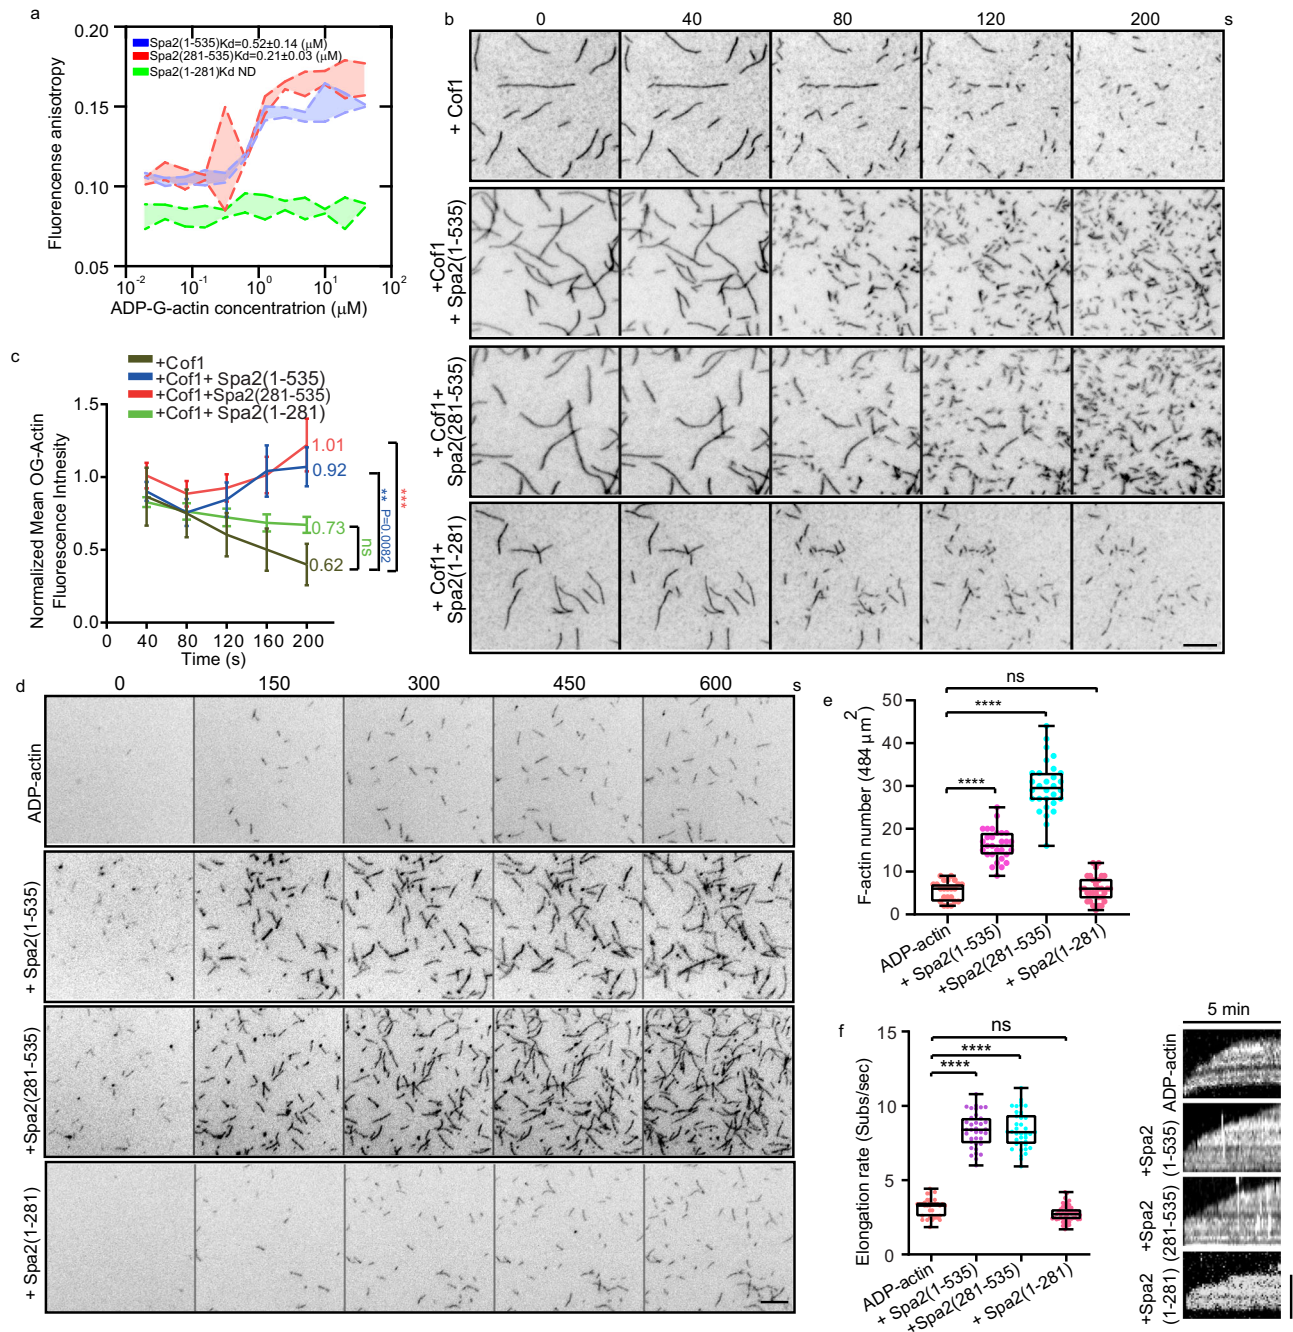 a
0.20
0.15
0.10
0.05
Fluorencense anisotropy
Spa2(1-535)Kd=0.52±0.14 (μM)
Spa2(281-535)Kd=0.21±0.03 (μM)
Spa2(1-281)Kd ND
10-2
10-1
100
101
102
ADP-G-actin concentratrion (μM)
b
0
40
80
120
200
s
+ Cof1
+Cof1
+ Spa2(1-535)
+Cof1+
Spa2(281-535)
+ Cof1+
Spa2(1-281)
c
+Cof1
+Cof1+ Spa2(1-535)
+Cof1+Spa2(281-535)
+Cof1+ Spa2(1-281)
Normalized Mean OG-Actin
Fluorescence Intnesity
1.5
1.0
0.5
0.0
1.01
0.92
0.73
0.62
ns
** P=0.0082
***
0
40
80
120
160
200
Time (s)
d
0
150
300
450
600
s
ADP-actin
+ Spa2(1-535)
+Spa2(281-535)
+ Spa2(1-281)
e
F-actin number (484 μm2)
50
40
30
20
10
0
ns
****
****
ADP-actin
+ Spa2(1-535)
+Spa2(281-535)
+ Spa2(1-281)
f
Elongation rate (Subs/sec)
15
10
5
0
ns
****
****
ADP-actin
+ Spa2(1-535)
+Spa2(281-535)
+ Spa2(1-281)
5 min
ADP-actin
+Spa2
(1-535)
+Spa2
(281-535)
+Spa2
(1-281)